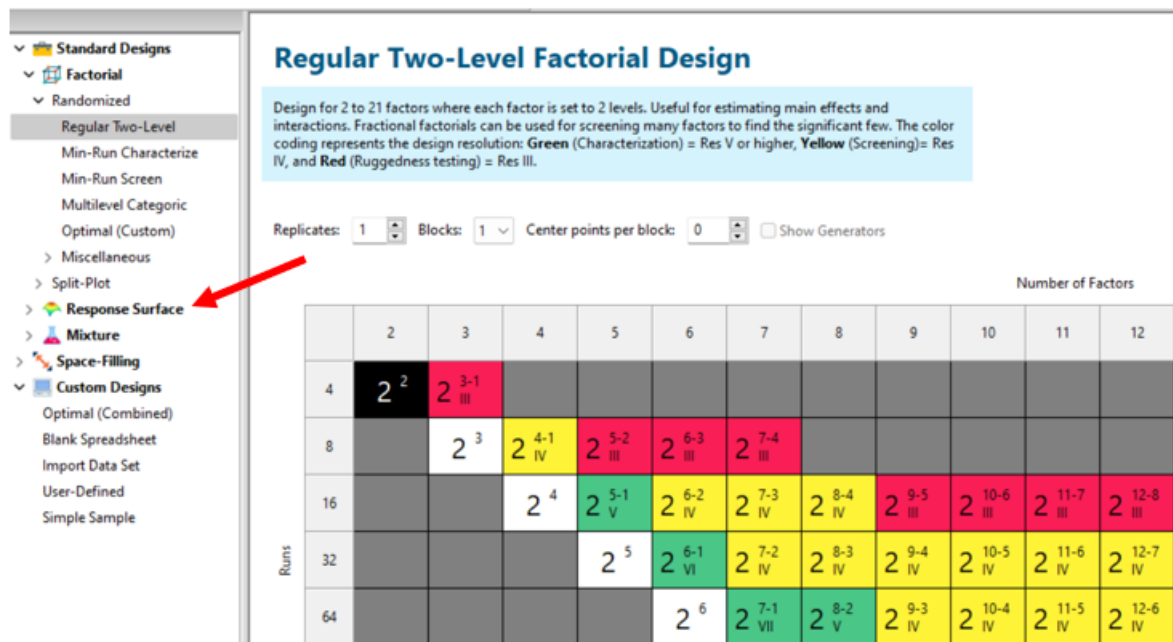 Standard Designs
Factorial
Randomized
Regular Two-Level
Min-Run Characterize
Min-Run Screen
Multilevel Categoric
Optimal (Custom)
Miscellaneous
Split-Plot
Response Surface
Mixture
Space-Filling
Custom Designs
Optimal (Combined)
Blank Spreadsheet
Import Data Set
User-Defined
Simple Sample
Regular Two-Level Factorial Design
Design for 2 to 21 factors where each factor is set to 2 levels. Useful for estimating main effects and
interactions. Fractional factorials can be used for screening many factors to find the significant few. The color
coding represents the design resolution: Green (Characterization) = Res V or higher, Yellow (Screening)= Res
IV, and Red (Ruggedness testing) = Res III.
Replicates: 1 Blocks: 1 Center points per block: 0 Show Generators
Number of Factors
2 3 4 5 6 7 8 9 10 11 12
4 2 2 2 3-1 III
8 2 3 2 4-1 IV 2 5-2 III 2 6-3 III 2 7-4 III
16 2 4 2 5-1 V 2 6-2 IV 2 7-3 IV 2 8-4 IV 2 9-5 III 2 10-6 III 2 11-7 III 2 12-8 III
Runs
32 2 5 2 6-1 VI 2 7-2 IV 2 8-3 IV 2 9-4 IV 2 10-5 IV 2 11-6 IV 2 12-7 IV
64 2 6 2 7-1 VII 2 8-2 V 2 9-3 IV 2 10-4 IV 2 11-5 IV 2 12-6 IV